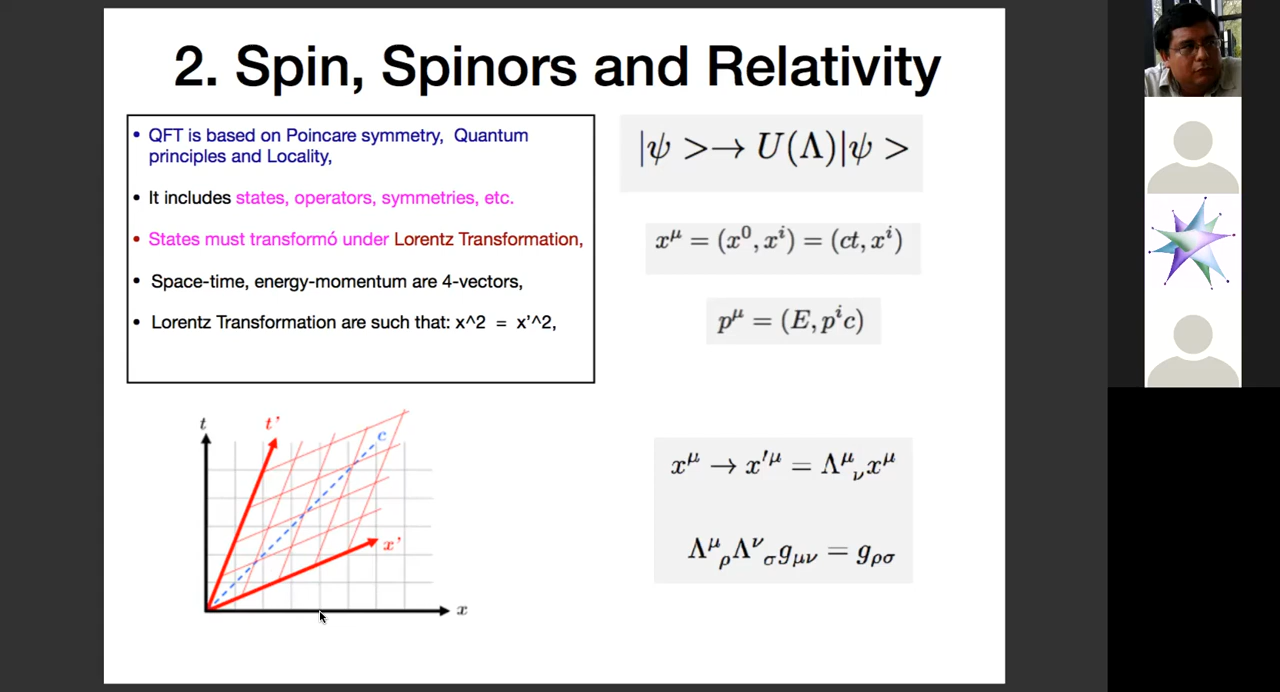 2. Spin, Spinors and Relativity
• QFT is based on Poincare symmetry, Quantum
principles and Locality,
• It includes states, operators, symmetries, etc.
• States must transformó under Lorentz Transformation,
• Space-time, energy-momentum are 4-vectors,
• Lorentz Transformation are such that: x^2 = x'^2,
|ψ >→ U(Λ)|ψ >
x^μ = (x^0, x^i) = (ct, x^i)
p^μ = (E, p^i c)
t
t'
c
x'
x
x^μ → x'^μ = Λ^μ_ν x^μ
Λ^μ_ρ Λ^ν_σ g_μν = g_ρσ